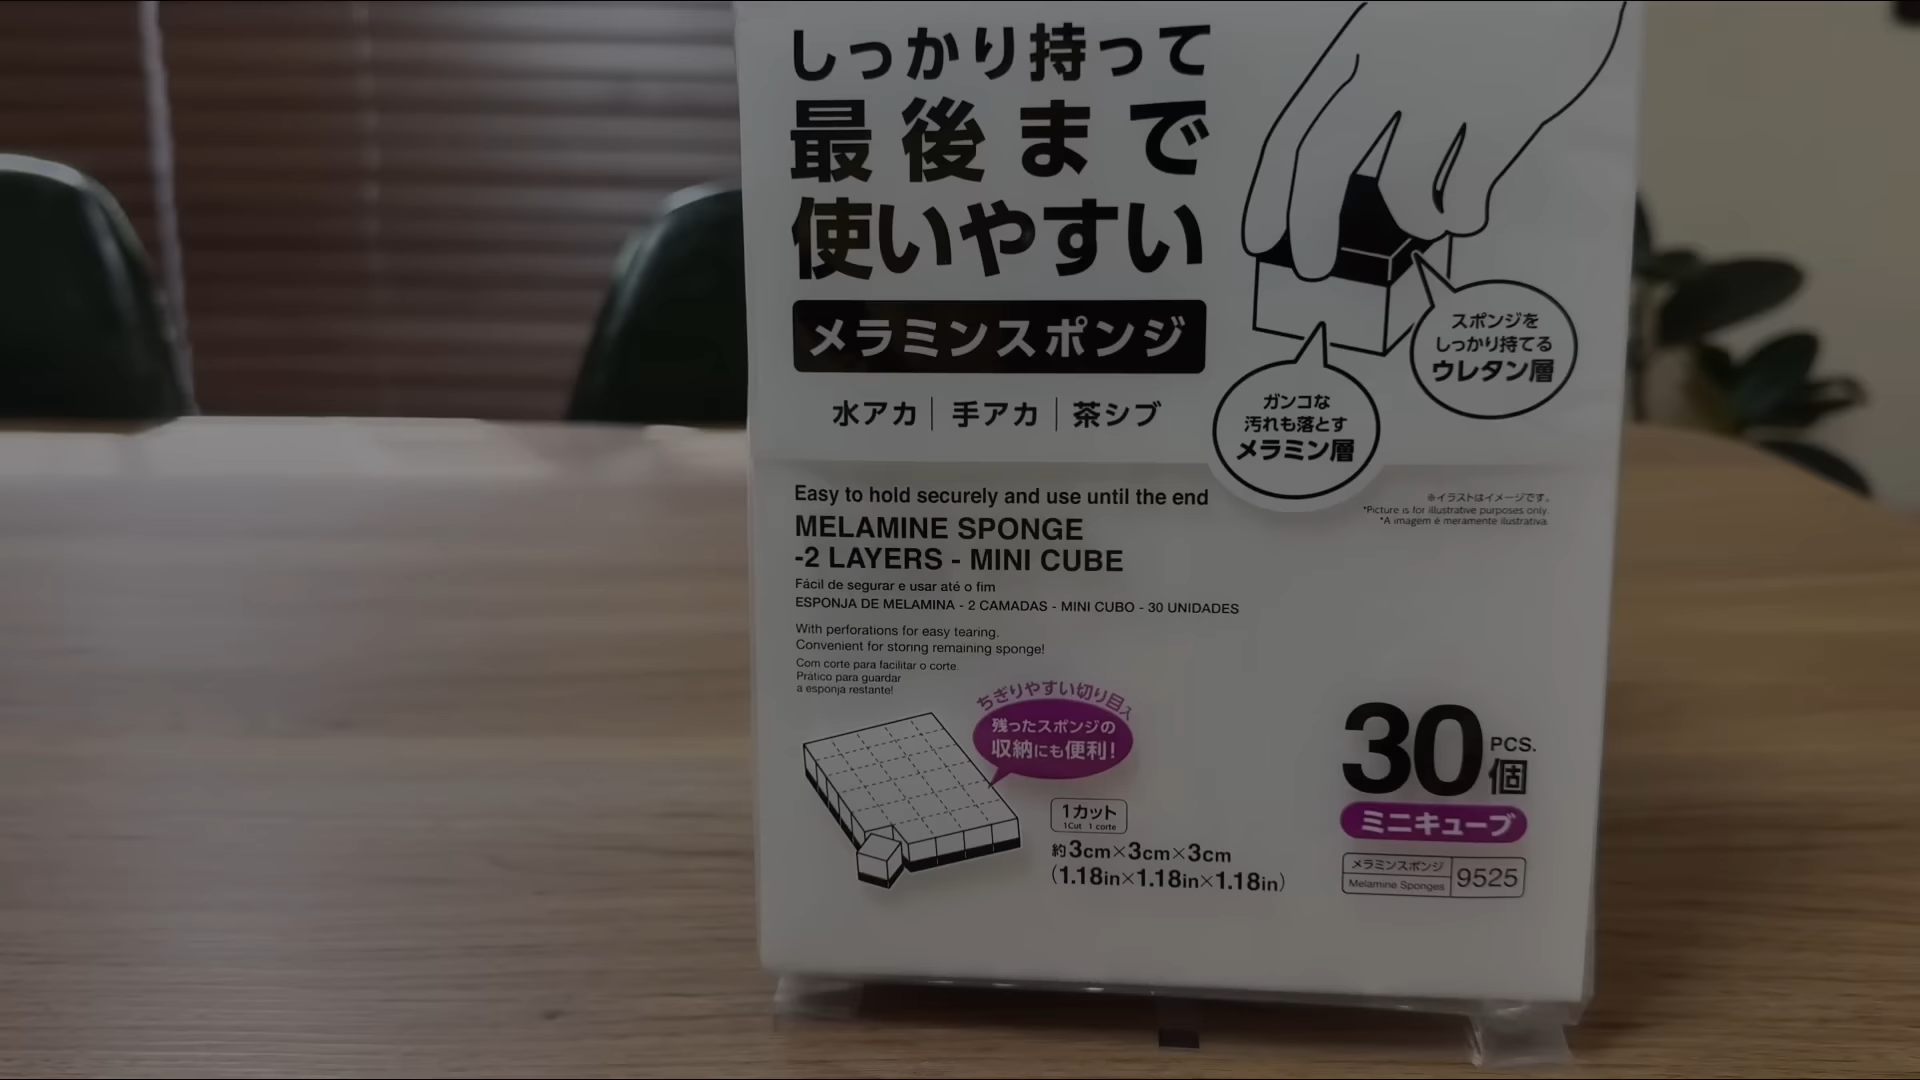 しっかり持って
最後まで
使いやすい
メラミンスポンジ
水アカ｜手アカ｜茶シブ
スポンジを
しっかり持てる
ウレタン層
ガンコな
汚れも落とす
メラミン層
※イラストはイメージです。
*Picture is for illustrative purposes only.
*A imagem é meramente ilustrativa.
Easy to hold securely and use until the end
MELAMINE SPONGE
-2 LAYERS - MINI CUBE
Fácil de segurar e usar até o fim
ESPONJA DE MELAMINA - 2 CAMADAS - MINI CUBO - 30 UNIDADES
With perforations for easy tearing.
Convenient for storing remaining sponge!
Com corte para facilitar o corte.
Prático para guardar
a esponja restante!
ちぎりやすい切り目入
残ったスポンジの
収納にも便利!
1カット
1Cut 1 corte
約3cm×3cm×3cm
(1.18in×1.18in×1.18in)
30 PCS.
個
ミニキューブ
メラミンスポンジ
Melamine Sponges
9525